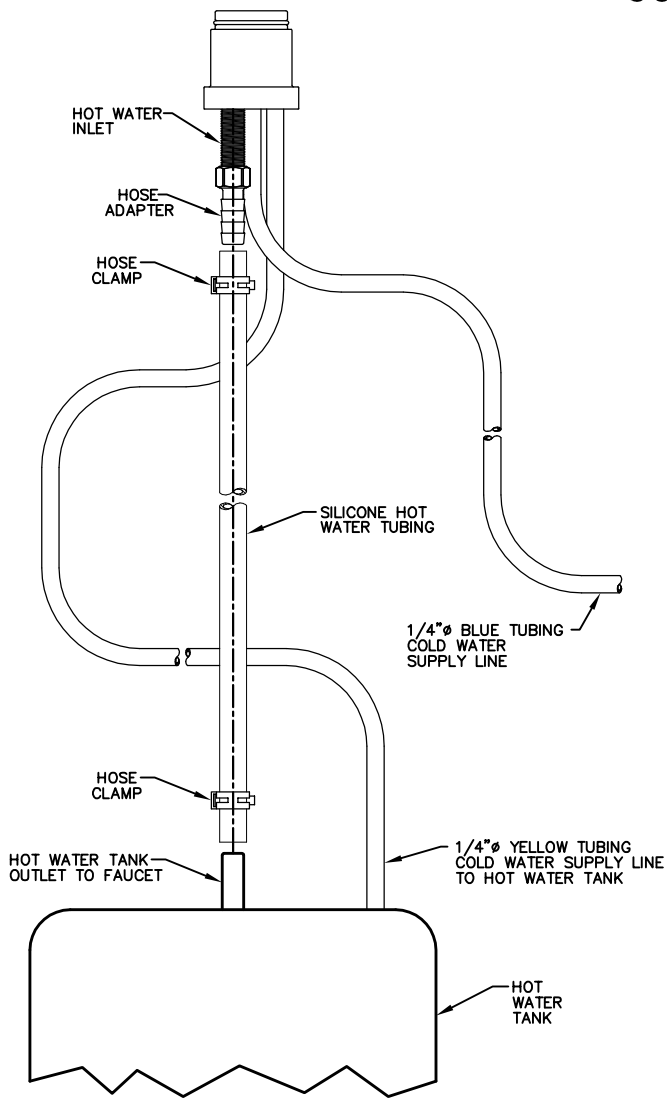 HOT WATER
INLET
HOSE
ADAPTER
HOSE
CLAMP
SILICONE HOT
WATER TUBING
1/4"ø BLUE TUBING
COLD WATER
SUPPLY LINE
HOSE
CLAMP
HOT WATER TANK
OUTLET TO FAUCET
1/4"ø YELLOW TUBING
COLD WATER SUPPLY LINE
TO HOT WATER TANK
HOT
WATER
TANK